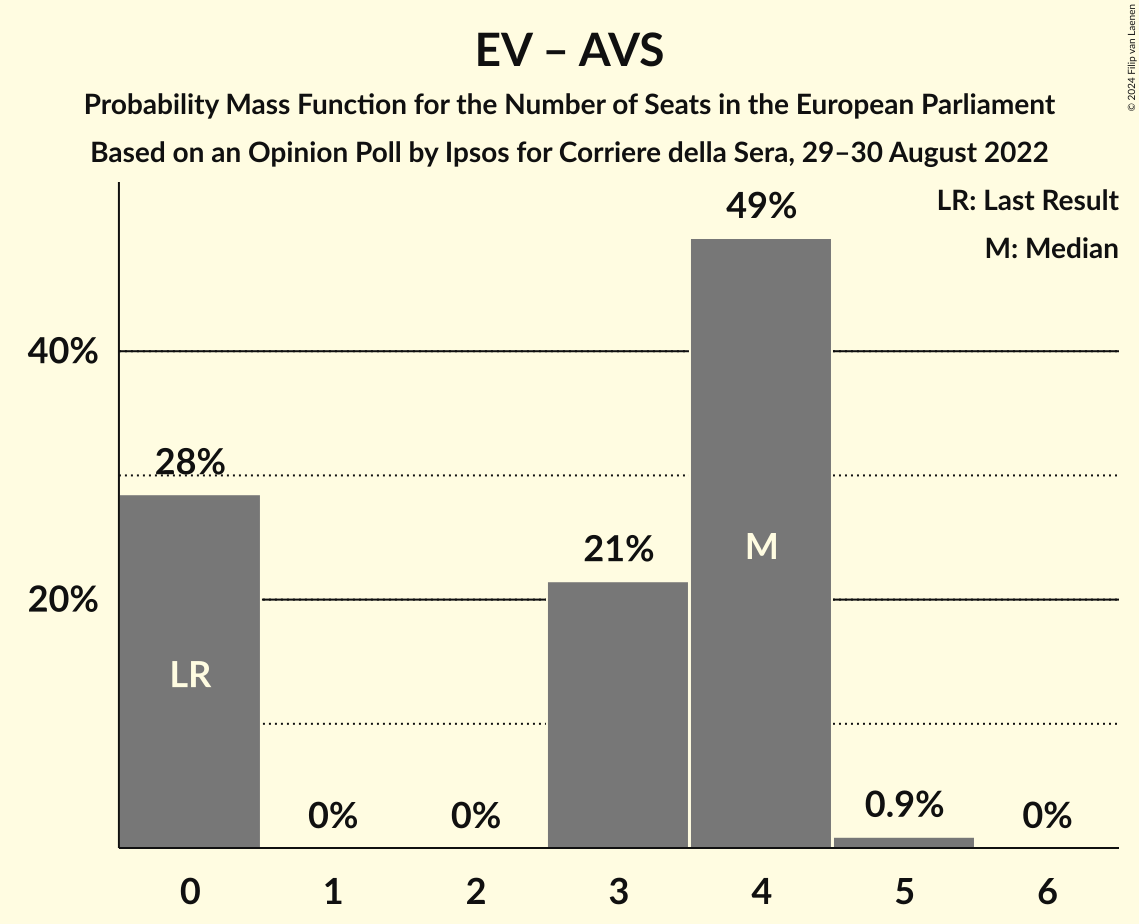 EV – AVS
Probability Mass Function for the Number of Seats in the European Parliament
Based on an Opinion Poll by Ipsos for Corriere della Sera, 29–30 August 2022
© 2024 Filip van Laenen
LR: Last Result
M: Median
49%
40%
28%
21%
M
20%
LR
0%
0%
0.9%
0%
0
1
2
3
4
5
6